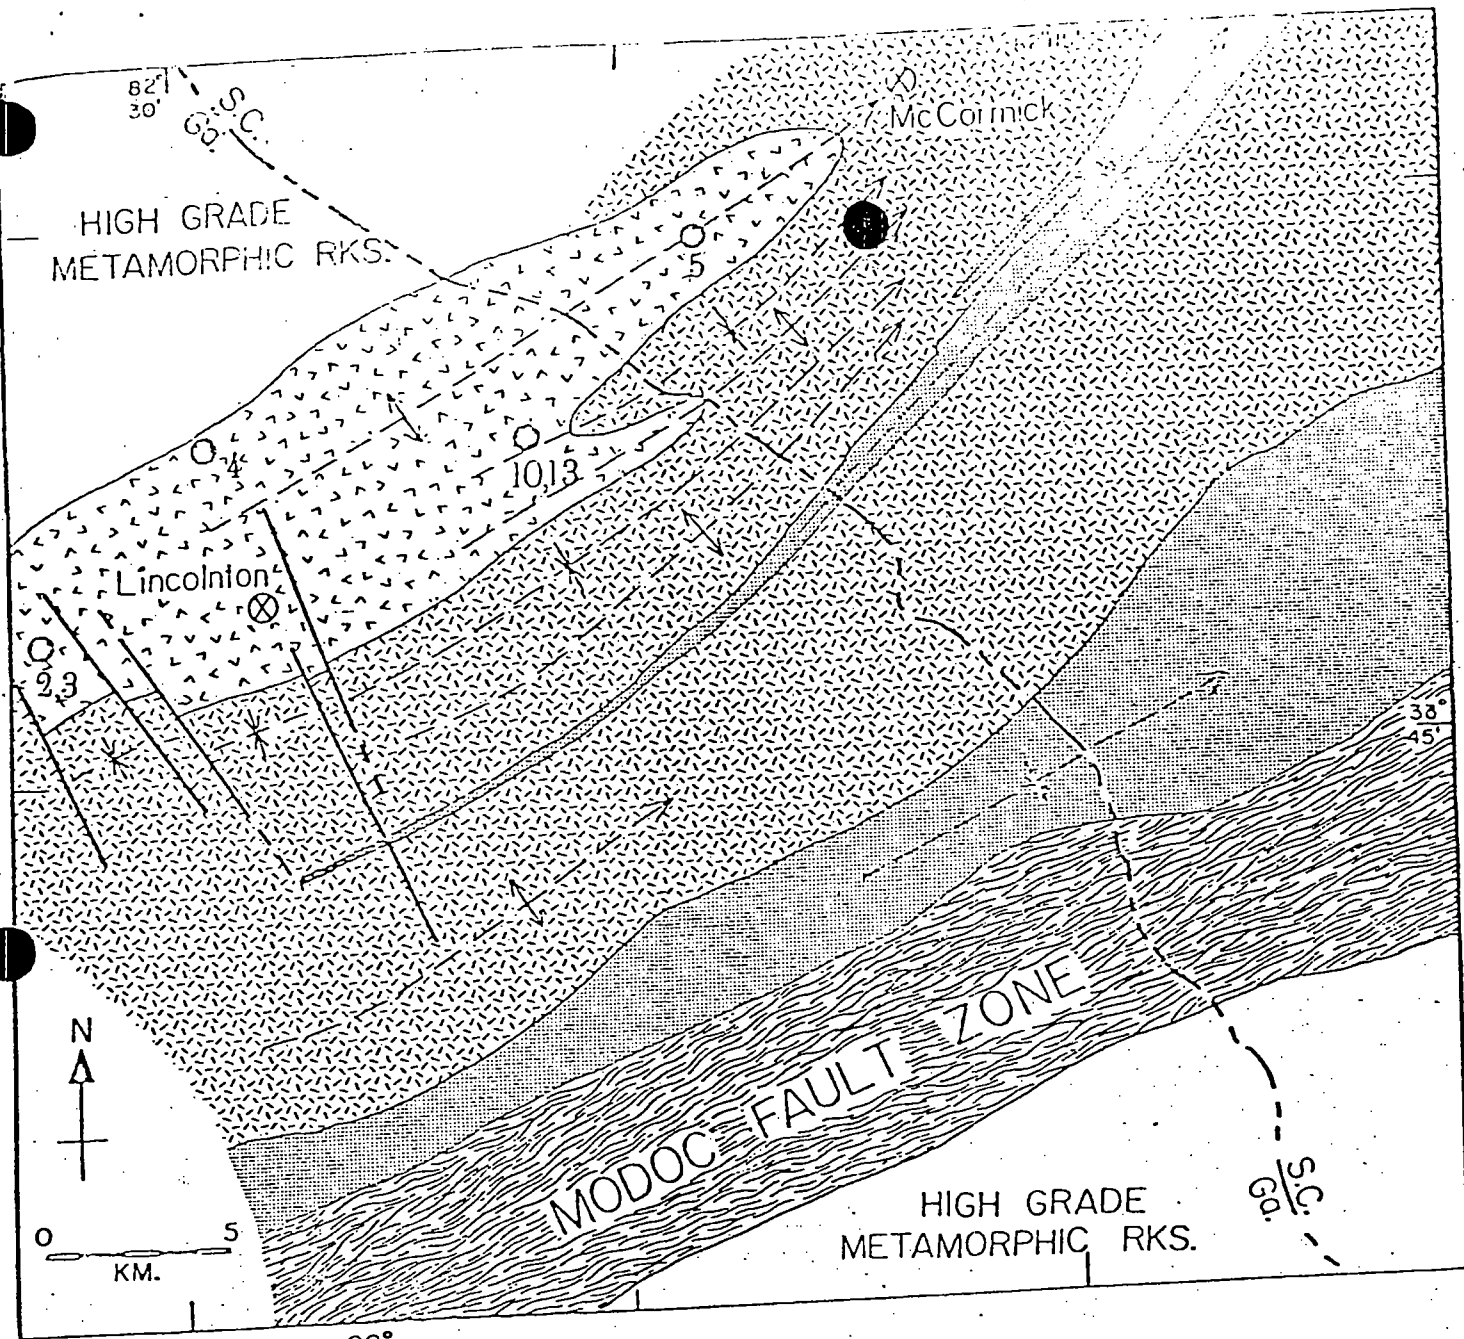 82°
30'
S.C.
Ga.
McCormick
HIGH GRADE
METAMORPHIC RKS.
5
4
10,13
Lincolnton
2,3
38°
45'
N
MODOC FAULT ZONE
0 5
KM.
HIGH GRADE
METAMORPHIC RKS.
S.C.
Ga.